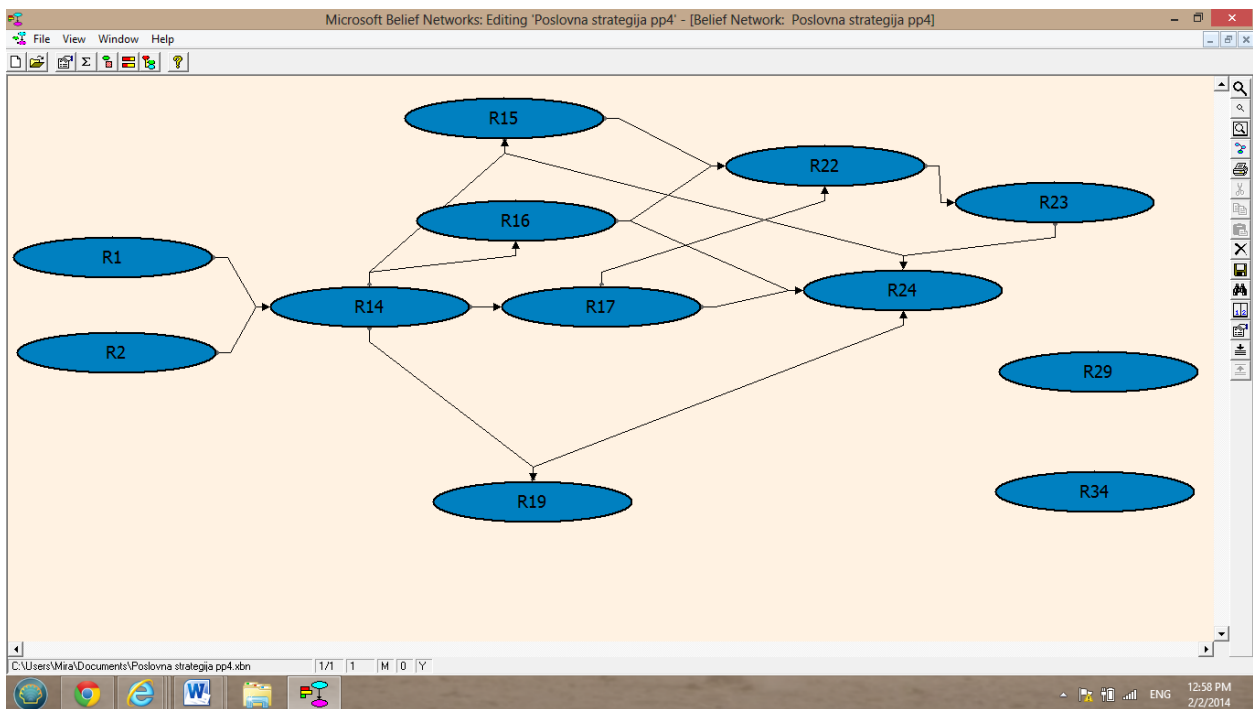 Microsoft Belief Networks: Editing 'Poslovna strategija pp4' - [Belief Network: Poslovna strategija pp4]
File View Window Help
R15
R22
R23
R16
R1
R24
R14
R17
R2
R29
R34
R19
C:\Users\Mira\Documents\Poslovna strategija pp4.xbn 1/1 1 M 0 Y
ENG
12:58 PM
2/2/2014